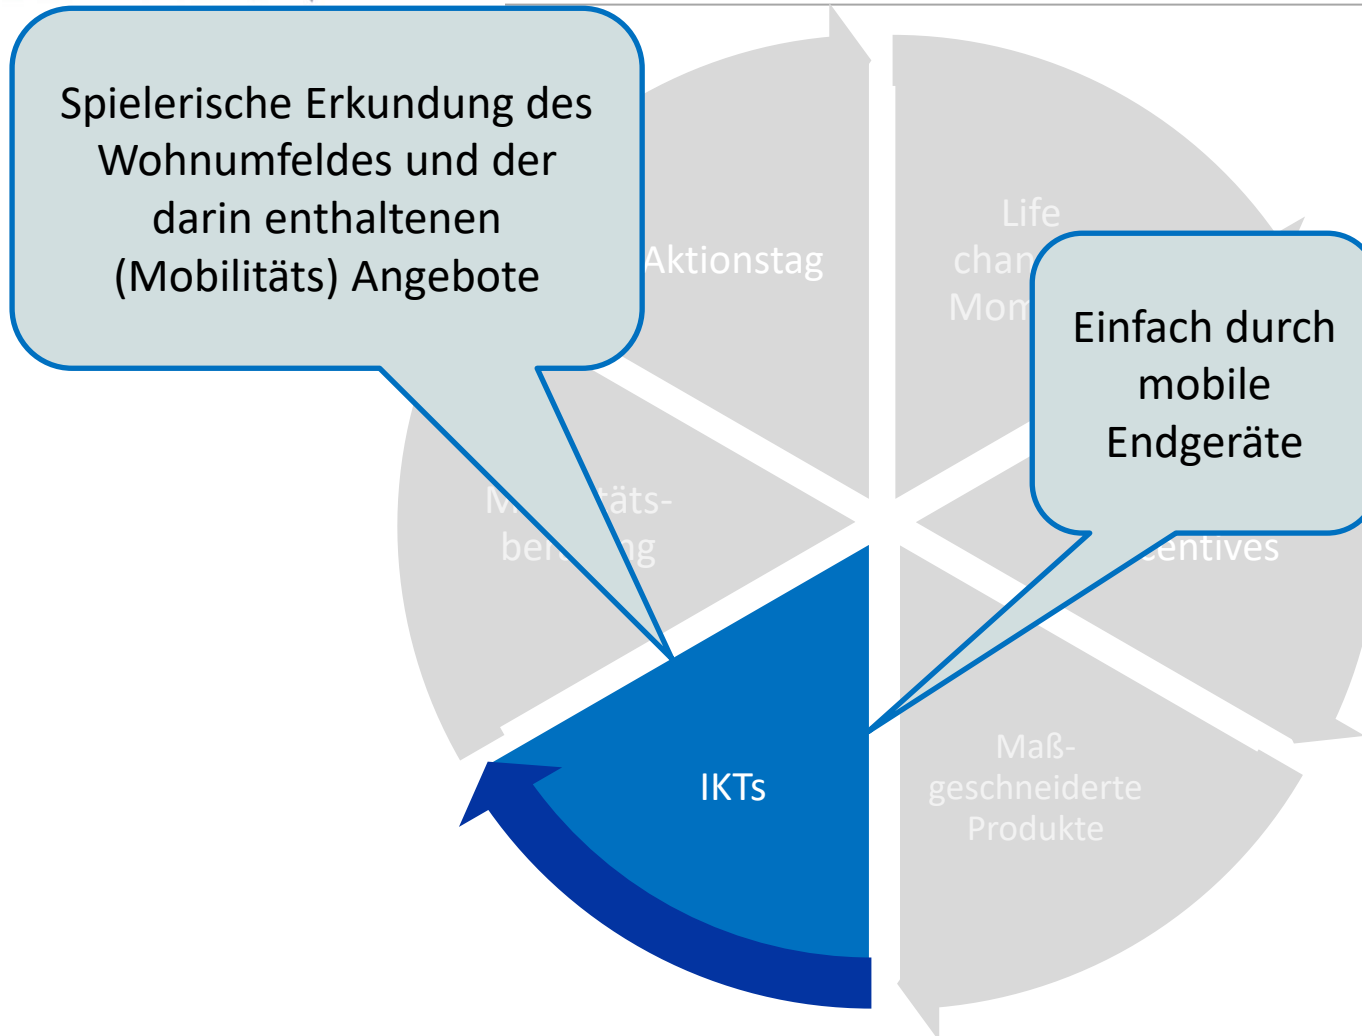 Spielerische Erkundung des
Wohnumfeldes und der
darin enthaltenen
(Mobilitäts) Angebote
Aktionstag
Life
Einfach durch
mobile
Endgeräte
IKTs
Maß-
geschneiderte
Produkte